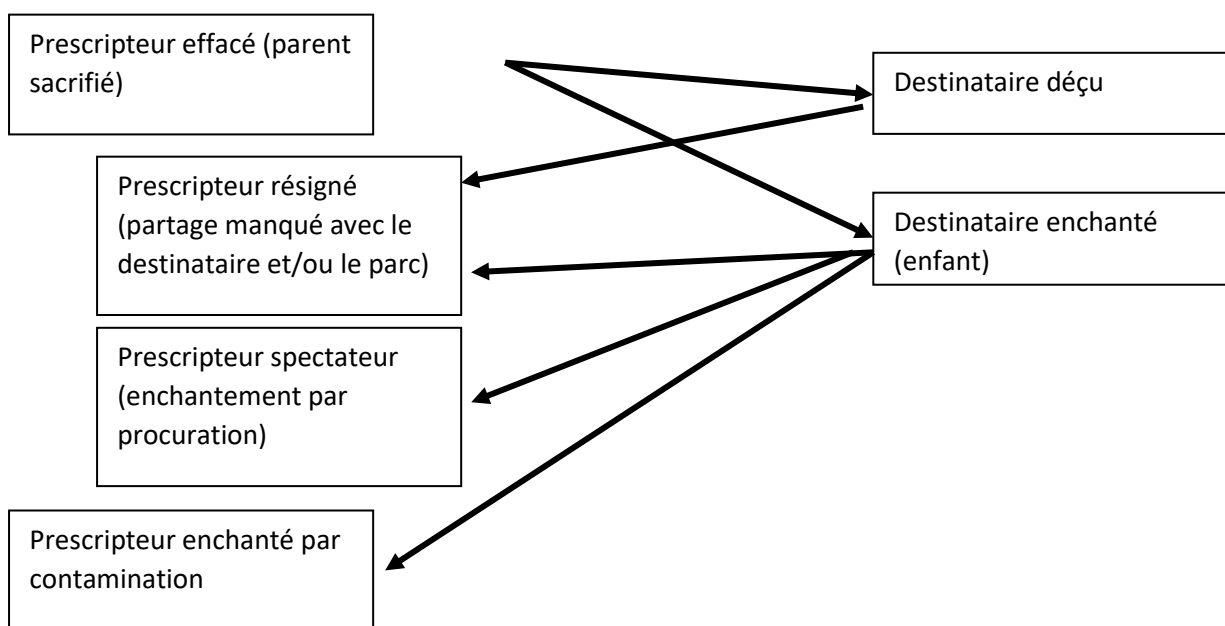 Prescripteur effacé (parent
sacrifié)
Destinataire déçu
Prescripteur résigné
(partage manqué avec le
destinataire et/ou le parc)
Destinataire enchanté
(enfant)
Prescripteur spectateur
(enchantement par
procuration)
Prescripteur enchanté par
contamination